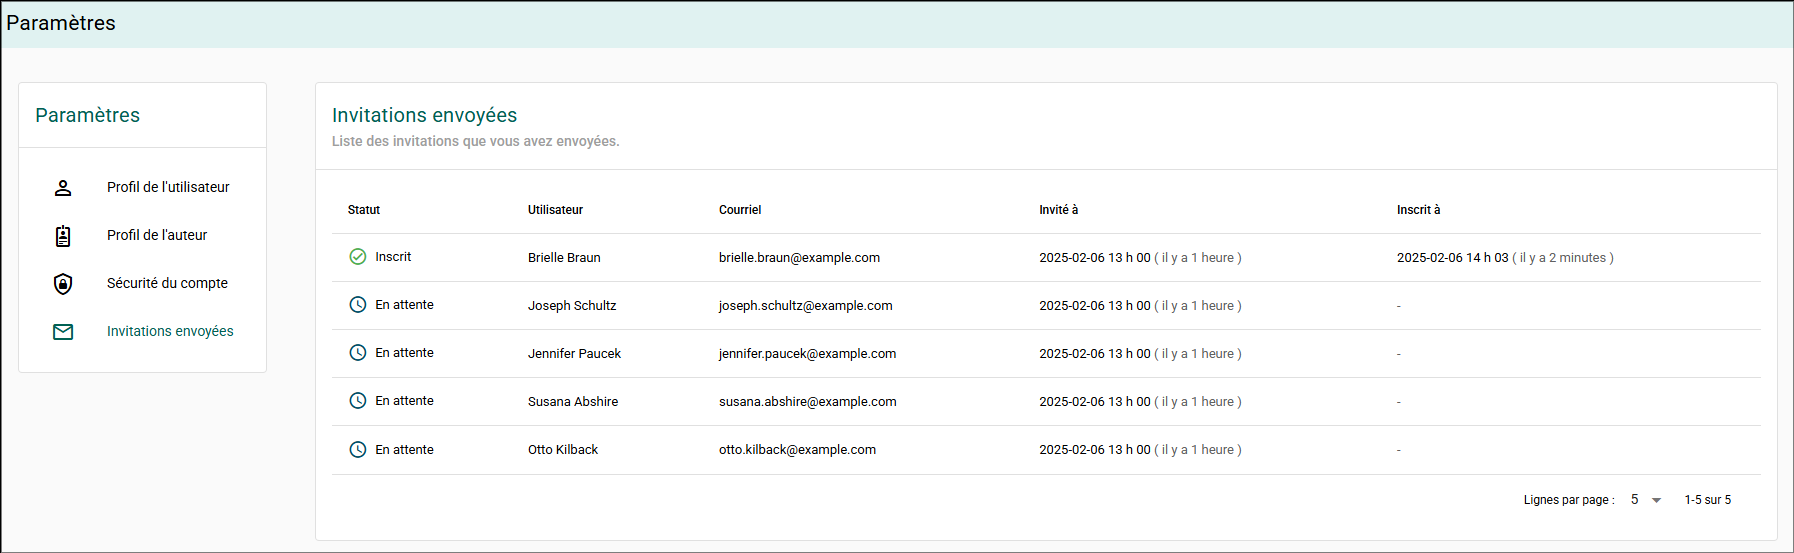 Paramètres
Paramètres
Profil de l'utilisateur
Profil de l'auteur
Sécurité du compte
Invitations envoyées
Invitations envoyées
Liste des invitations que vous avez envoyées.
Statut Utilisateur Courriel Invité à Inscrit à
Inscrit Brielle Braun brielle.braun@example.com 2025-02-06 13 h 00 ( il y a 1 heure ) 2025-02-06 14 h 03 ( il y a 2 minutes )
En attente Joseph Schultz joseph.schultz@example.com 2025-02-06 13 h 00 ( il y a 1 heure ) -
En attente Jennifer Paucek jennifer.paucek@example.com 2025-02-06 13 h 00 ( il y a 1 heure ) -
En attente Susana Abshire susana.abshire@example.com 2025-02-06 13 h 00 ( il y a 1 heure ) -
En attente Otto Kilback otto.kilback@example.com 2025-02-06 13 h 00 ( il y a 1 heure ) -
Lignes par page : 5 1-5 sur 5